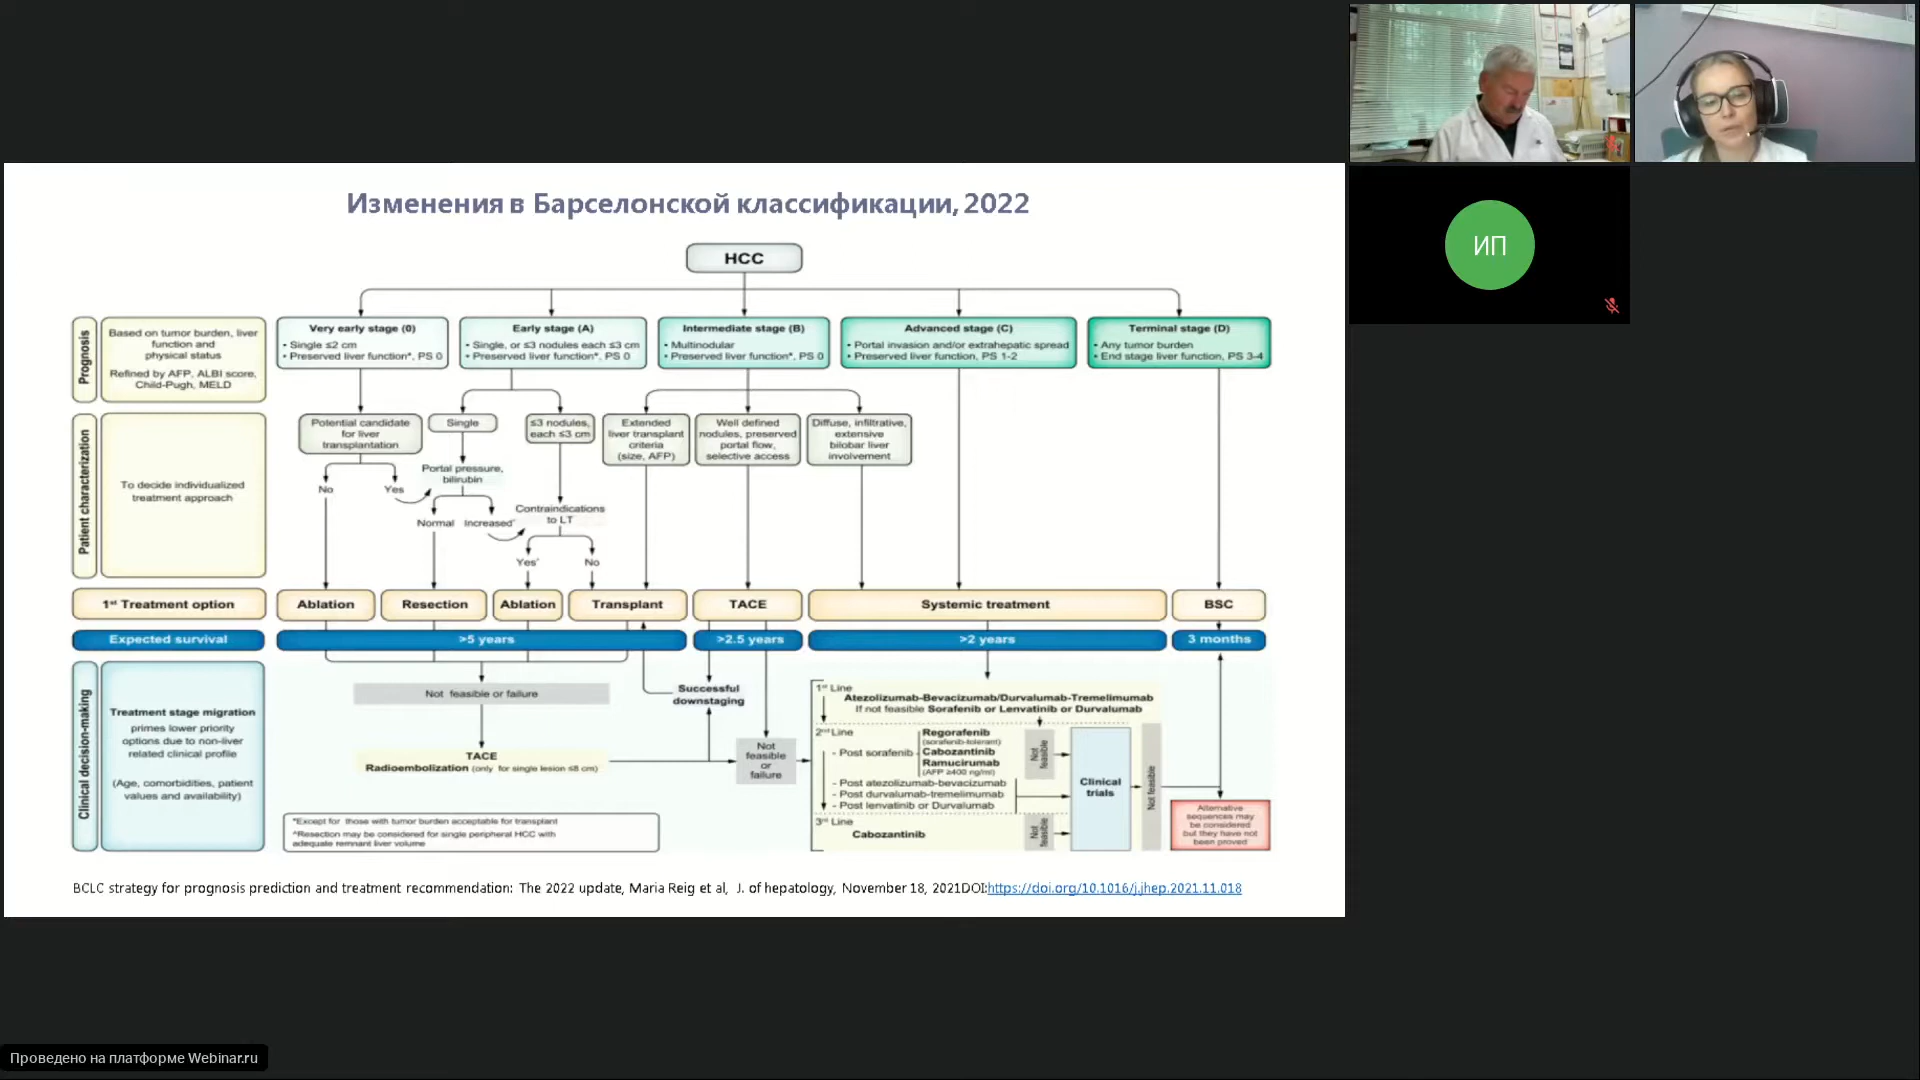 Изменения в Барселонской классификации, 2022
HCC
Prognosis
Based on tumor burden, liver
function and
physical status
Refined by AFP, ALBI score,
Child-Pugh, MELD
Very early stage (0)
• Single ≤2 cm
• Preserved liver function*, PS 0
Early stage (A)
• Single, or ≤3 nodules each ≤3 cm
• Preserved liver function*, PS 0
Intermediate stage (B)
• Multinodular
• Preserved liver function*, PS 0
Advanced stage (C)
• Portal invasion and/or extrahepatic spread
• Preserved liver function, PS 1-2
Terminal stage (D)
• Any tumor burden
• End stage liver function, PS 3-4
Patient characterization
To decide individualized
treatment approach
Potential candidate
for liver
transplantation
Single
≤3 nodules,
each ≤3 cm
Extended
liver transplant
criteria
(size, AFP)
Well defined
nodules, preserved
portal flow,
selective access
Diffuse, infiltrative,
extensive
bilobar liver
involvement
No
Yes
Portal pressure,
bilirubin
Normal
Increased^
Contraindications
to LT
Yes^
No
1st Treatment option
Ablation
Resection
Ablation
Transplant
TACE
Systemic treatment
BSC
Expected survival
>5 years
>2.5 years
>2 years
3 months
Clinical decision-making
Treatment stage migration
primes lower priority
options due to non-liver
related clinical profile
(Age, comorbidities, patient
values and availability)
Not feasible or failure
TACE
Radioembolization (only for single lesion ≤8 cm)
*Except for those with tumor burden acceptable for transplant
^Resection may be considered for single peripheral HCC with
adequate remnant liver volume
Successful
downstaging
Not
feasible
or
failure
1st Line
Atezolizumab-Bevacizumab/Durvalumab-Tremelimumab
If not feasible Sorafenib or Lenvatinib or Durvalumab
2nd Line
- Post sorafenib
Regorafenib
(sorafenib-tolerant)
Cabozantinib
Ramucirumab
(AFP ≥400 ng/ml)
- Post atezolizumab-bevacizumab
- Post durvalumab-tremelimumab
- Post lenvatinib or Durvalumab
3rd Line
Cabozantinib
Not feasible
Not feasible
Clinical
trials
Not feasible
Alternative
sequences may
be considered
but they have not
been proved
BCLC strategy for prognosis prediction and treatment recommendation: The 2022 update, Maria Reig et al, J. of hepatology, November 18, 2021DOI:https://doi.org/10.1016/j.jhep.2021.11.018
ИП
Проведено на платформе Webinar.ru